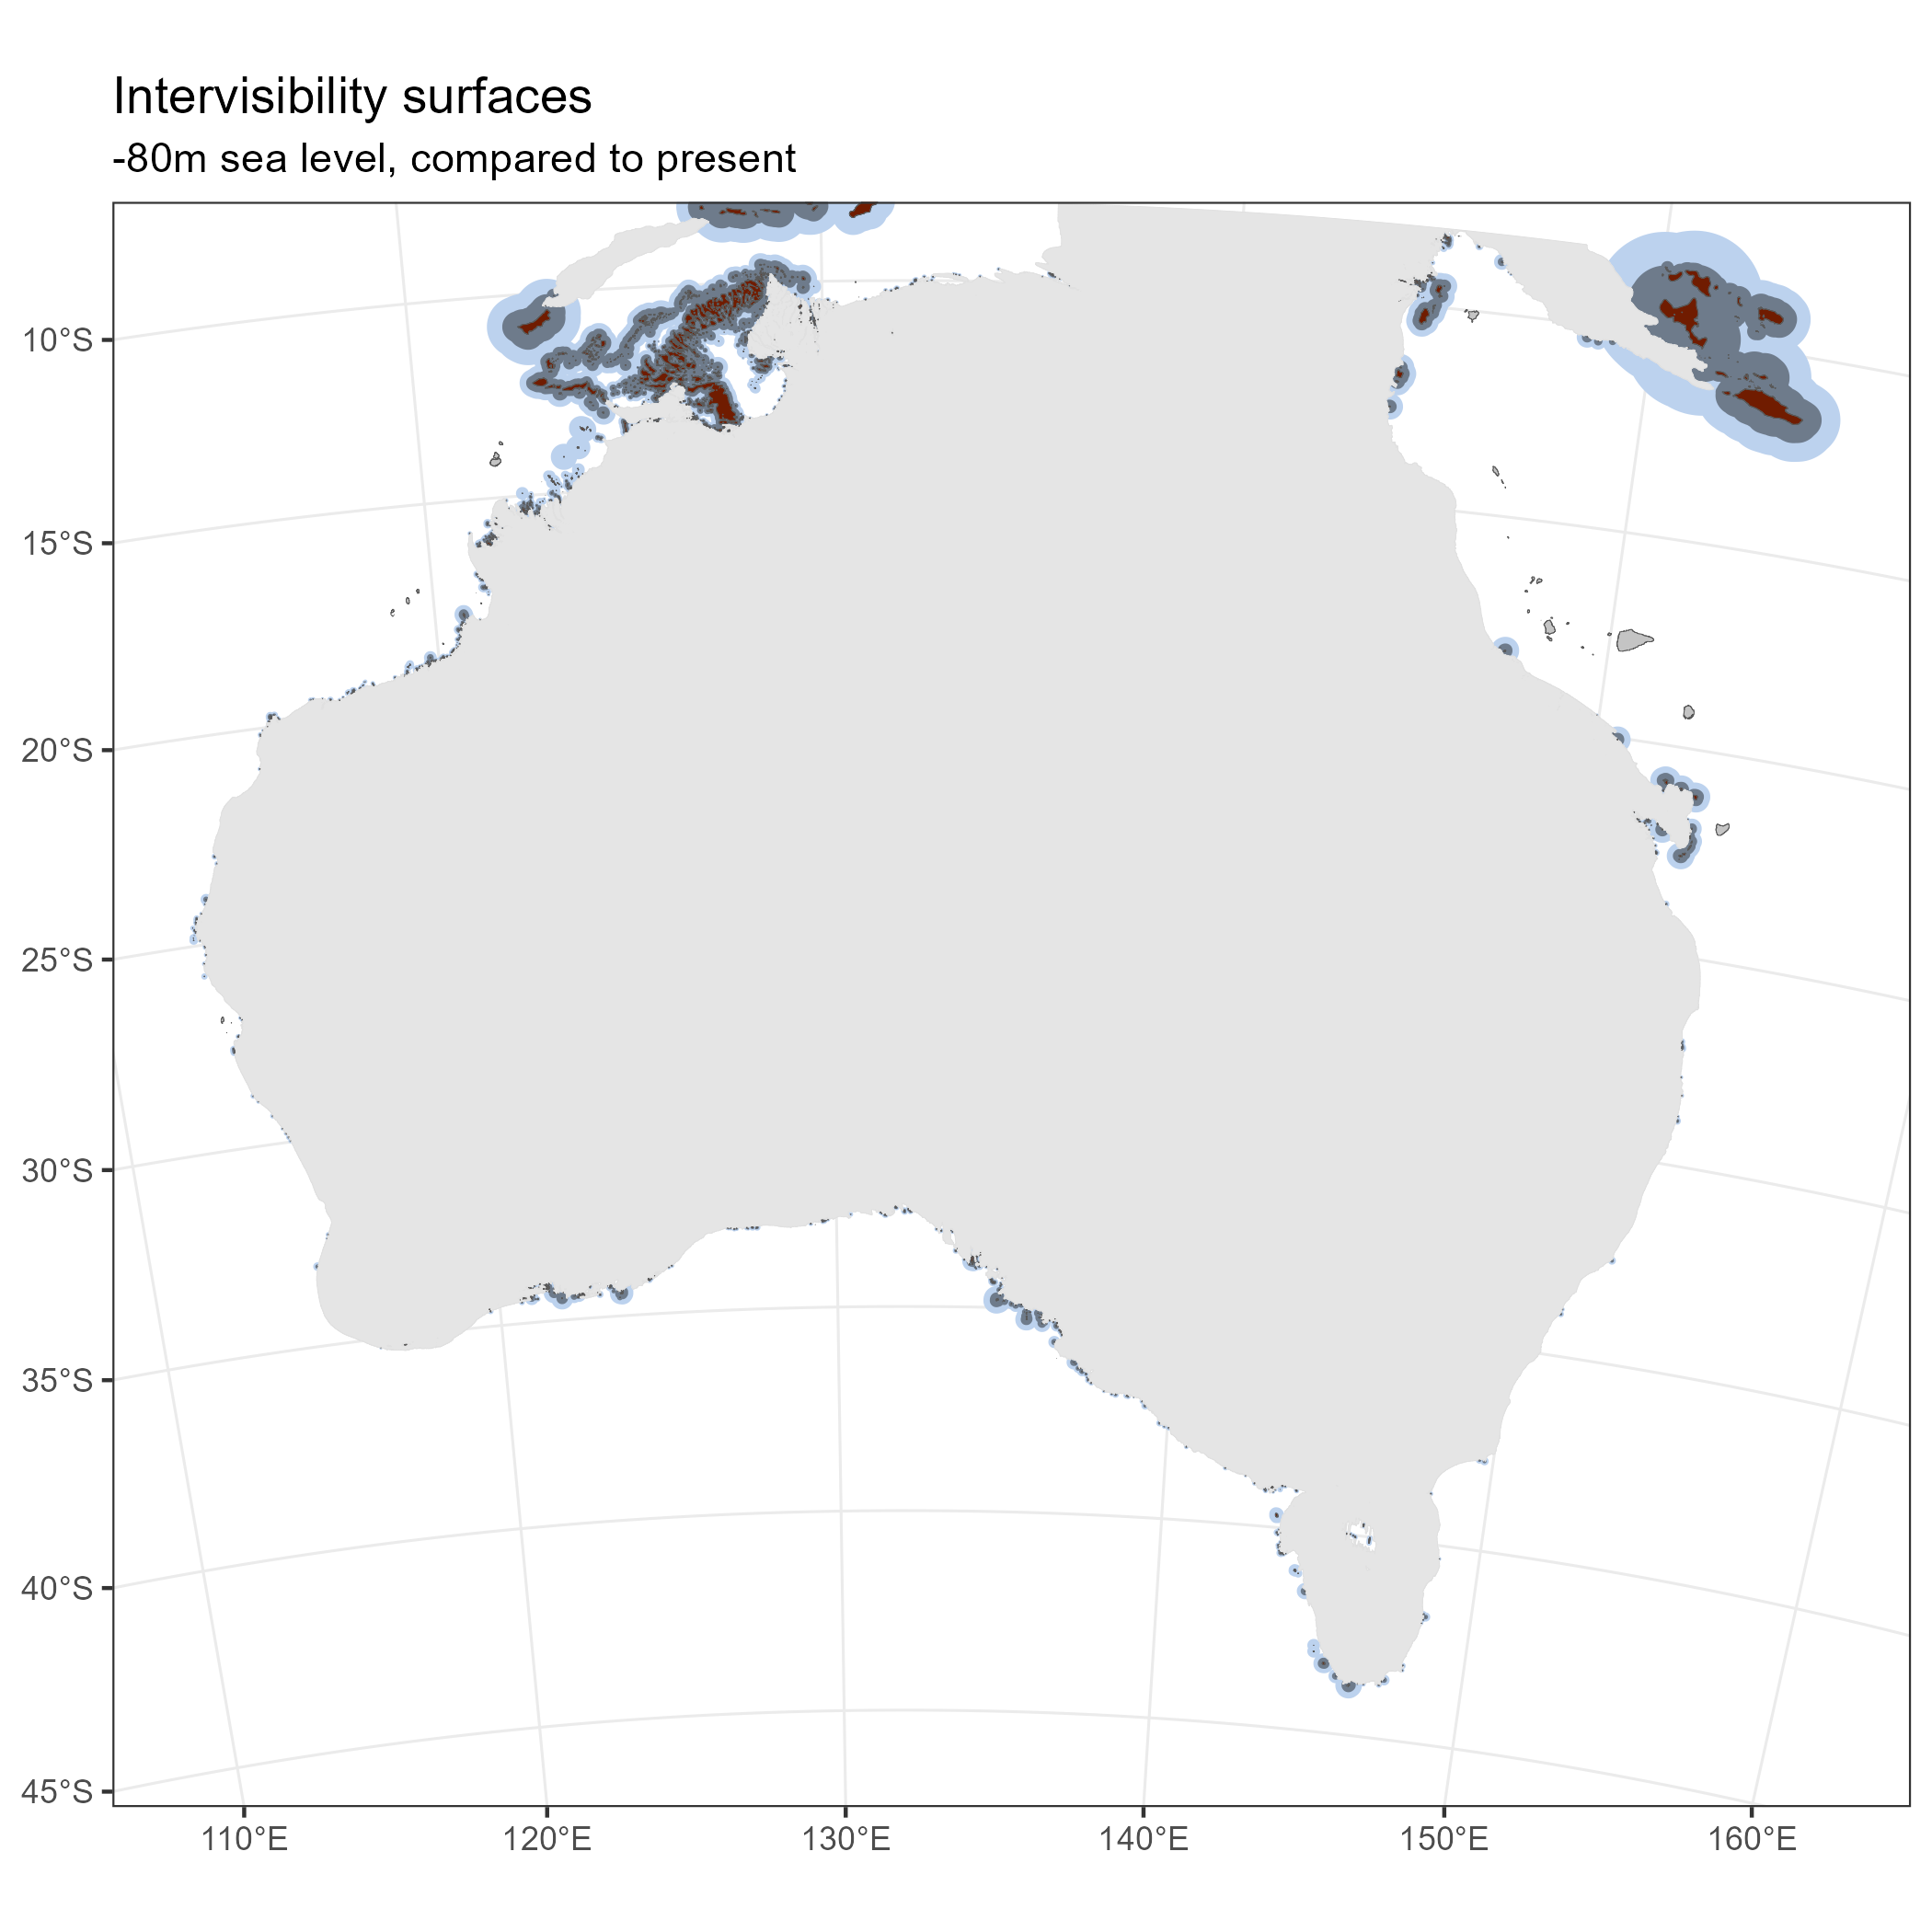 Intervisibility surfaces
-80m sea level, compared to present
10°S
15°S
20°S
25°S
30°S
35°S
40°S
45°S
110°E 120°E 130°E 140°E 150°E 160°E